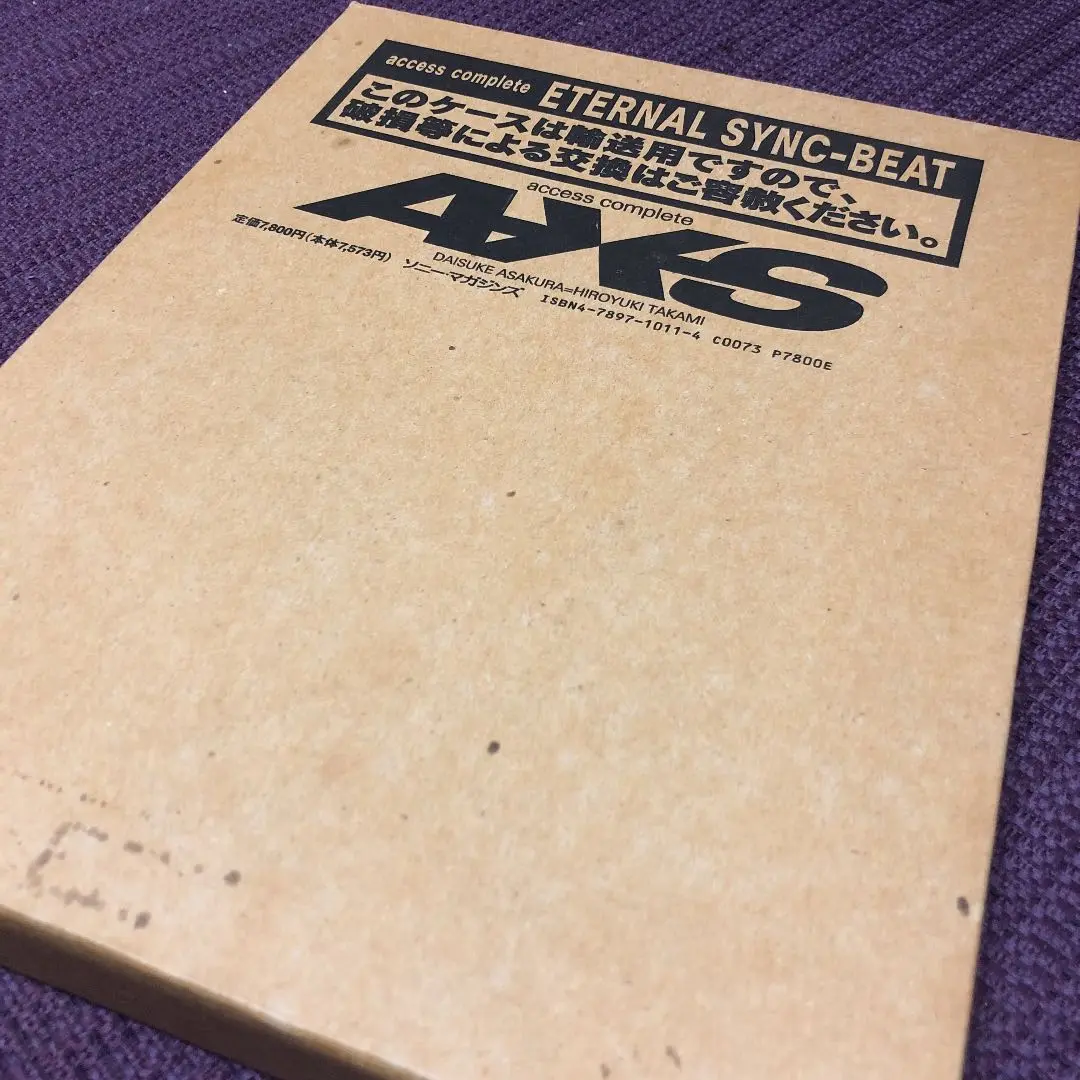 access complete ETERNAL SYNC-BEAT
このケースは輸送用ですので、
破損等による交換はご容赦ください。
access complete
AXS
DAISUKE ASAKURA=HIROYUKI TAKAMI
定価7,800円(本体7,573円) ソニー・マガジンズ ISBN4-7897-1011-4 C0073 P7800E